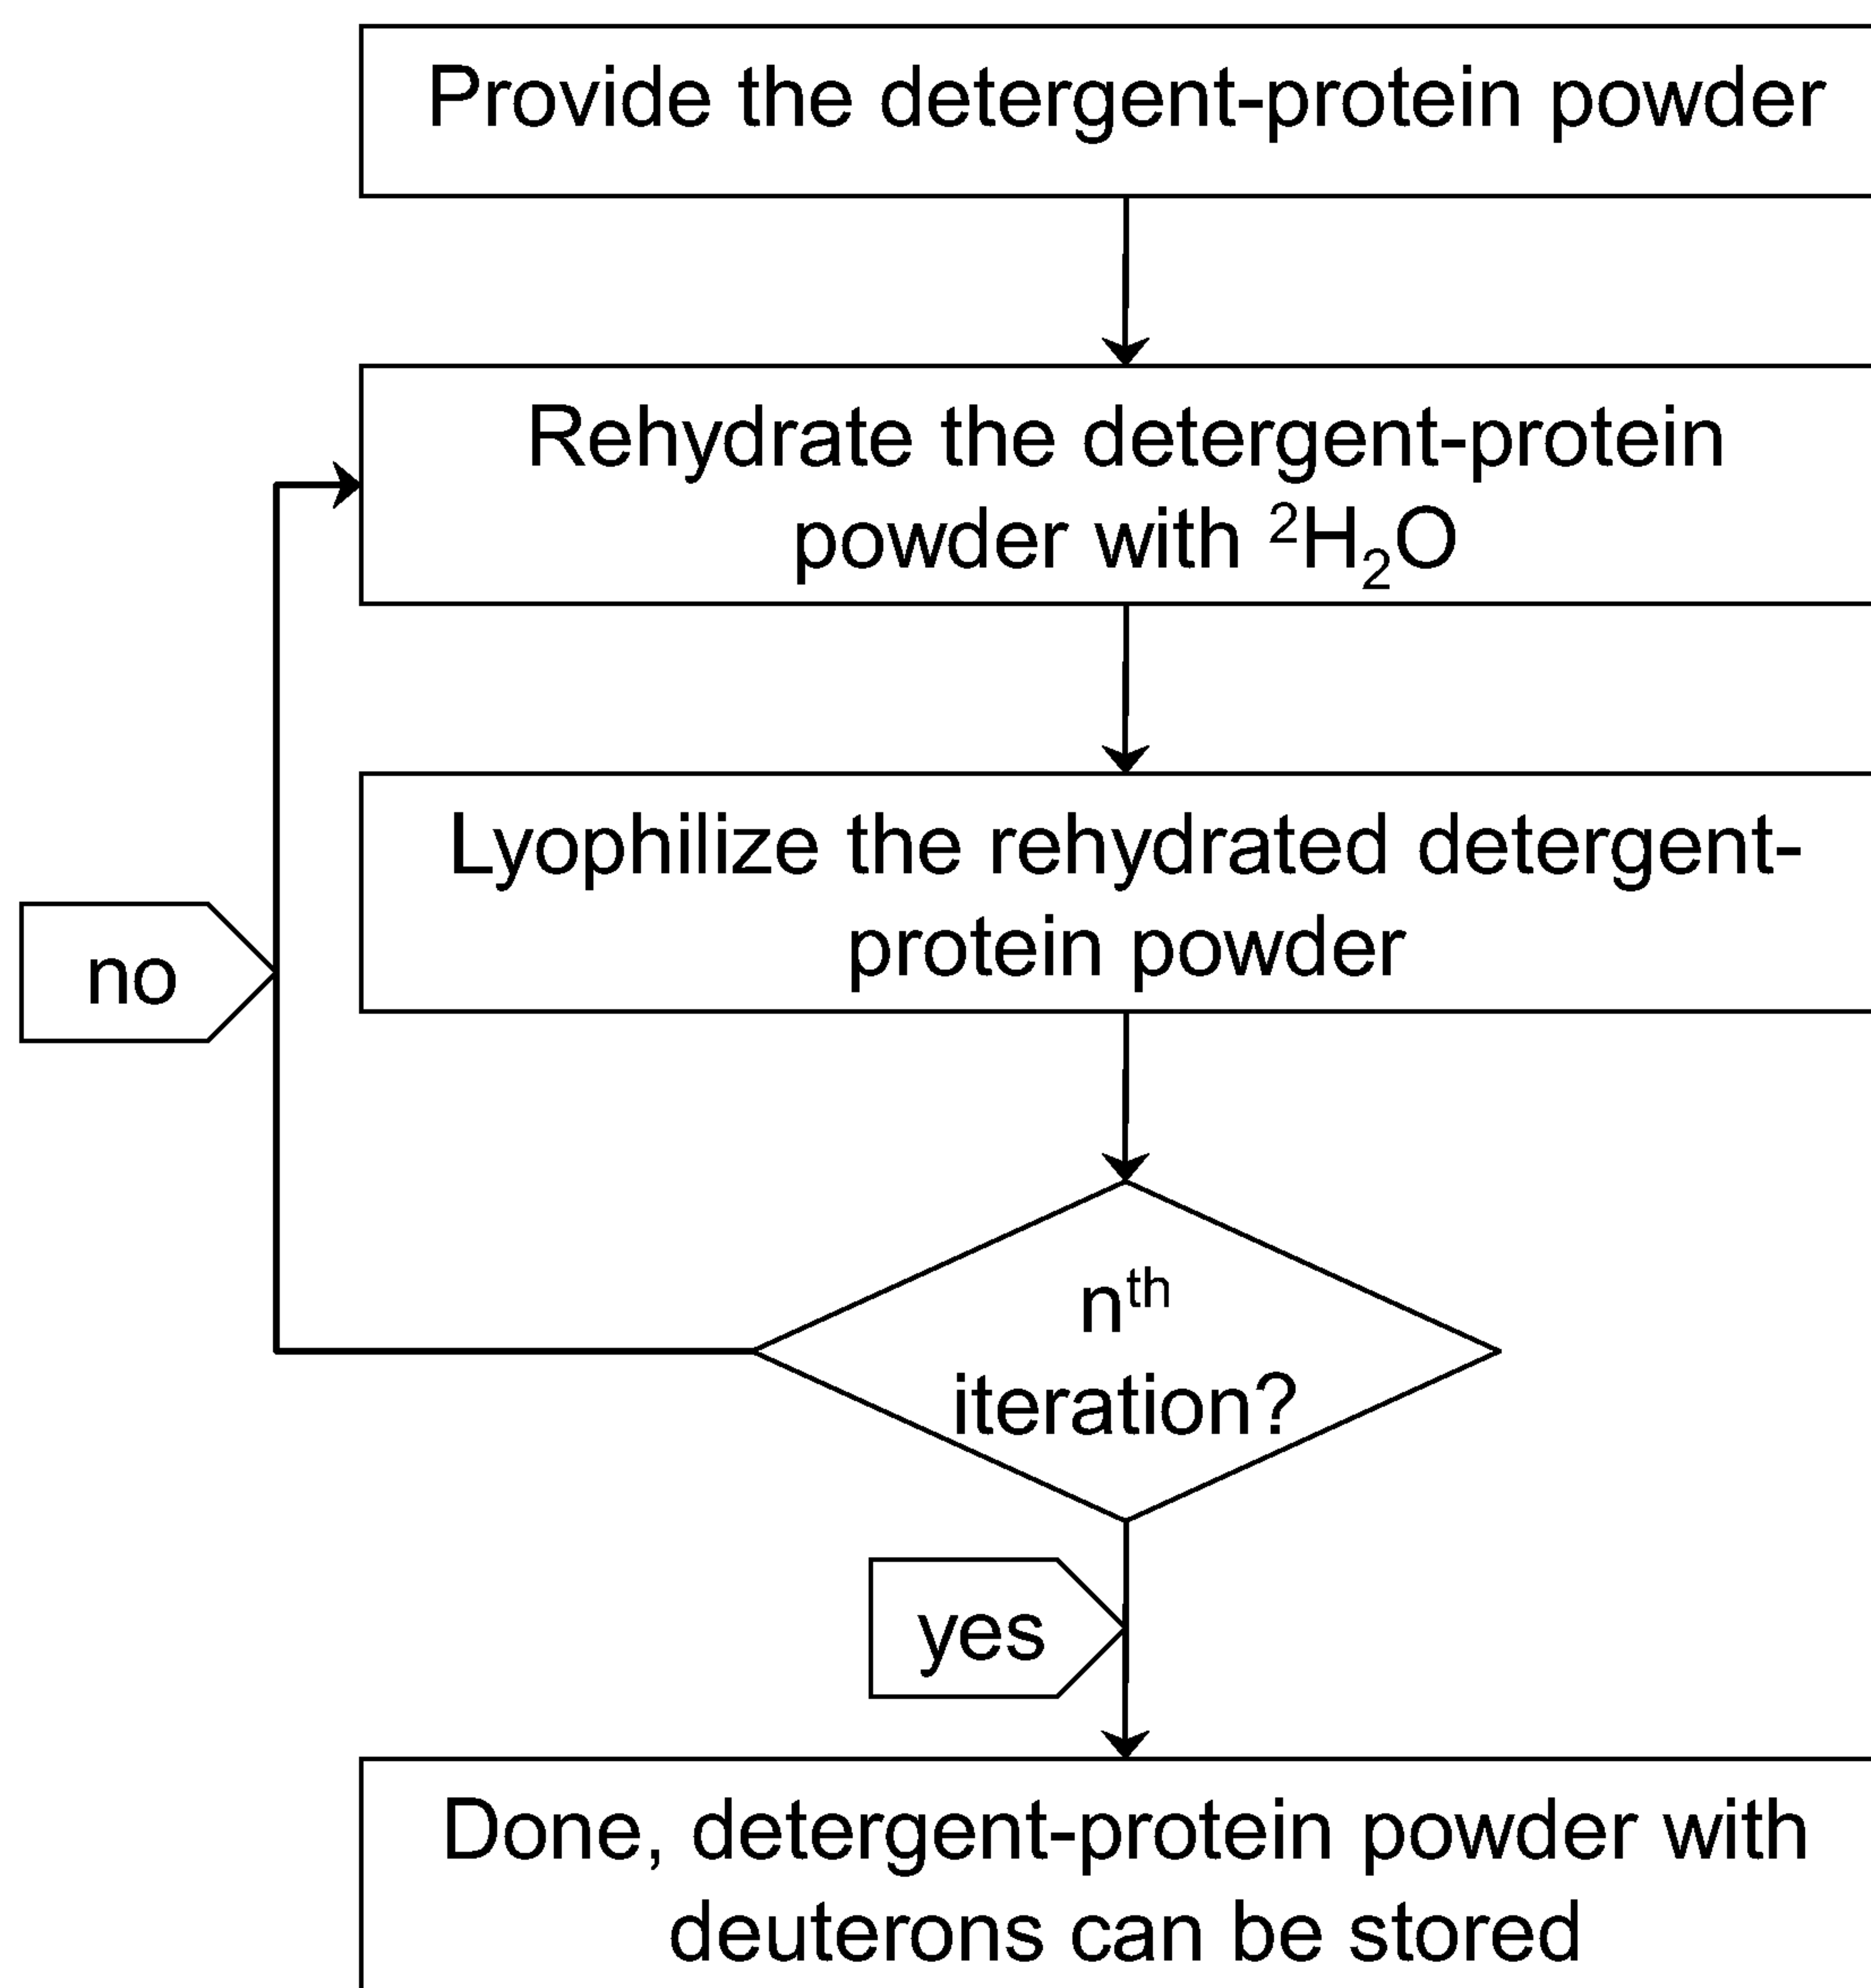 Provide the detergent-protein powder
Rehydrate the detergent-protein
powder with ²H₂O
Lyophilize the rehydrated detergent-
protein powder
no
nᵗʰ
iteration?
yes
Done, detergent-protein powder with
deuterons can be stored